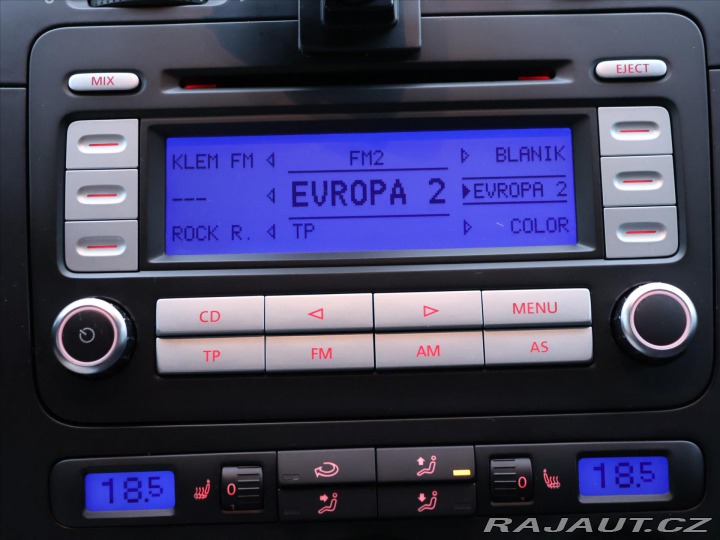 MIX
EJECT
KLEM FM FM2 BLANIK
--- EVROPA 2 EVROPA 2
ROCK R. TP COLOR
CD MENU
TP FM AM AS
18.5 0 0 18.5
RAJAUT.CZ